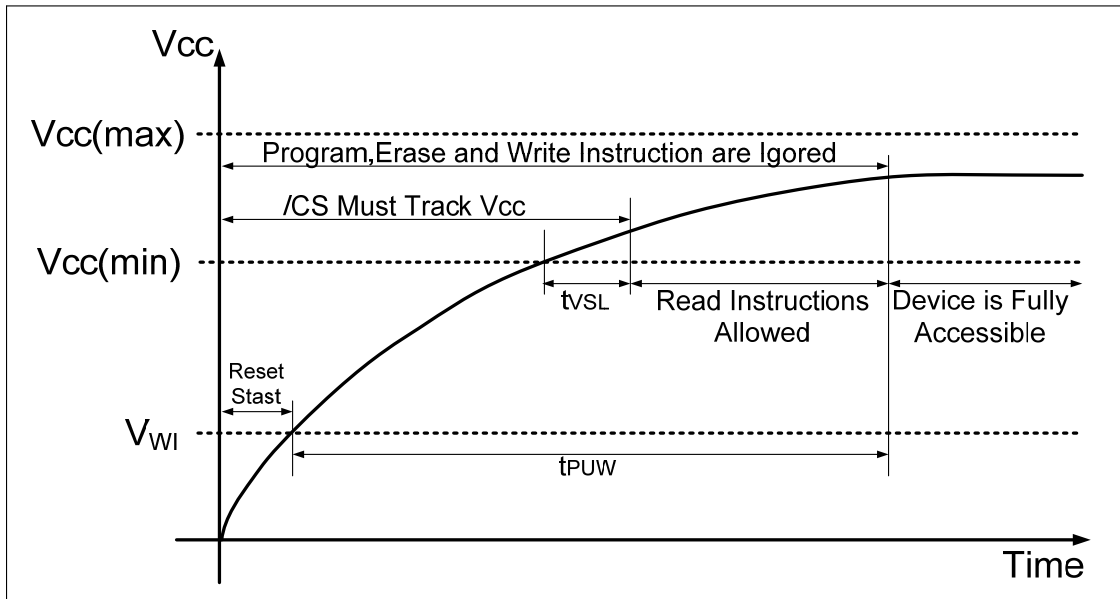 Vcc
Vcc(max)
Program,Erase and Write Instruction are Igored
/CS Must Track Vcc
Vcc(min)
tVSL
Read Instructions
Allowed
Device is Fully
Accessible
Reset
Stast
VWI
tPUW
Time